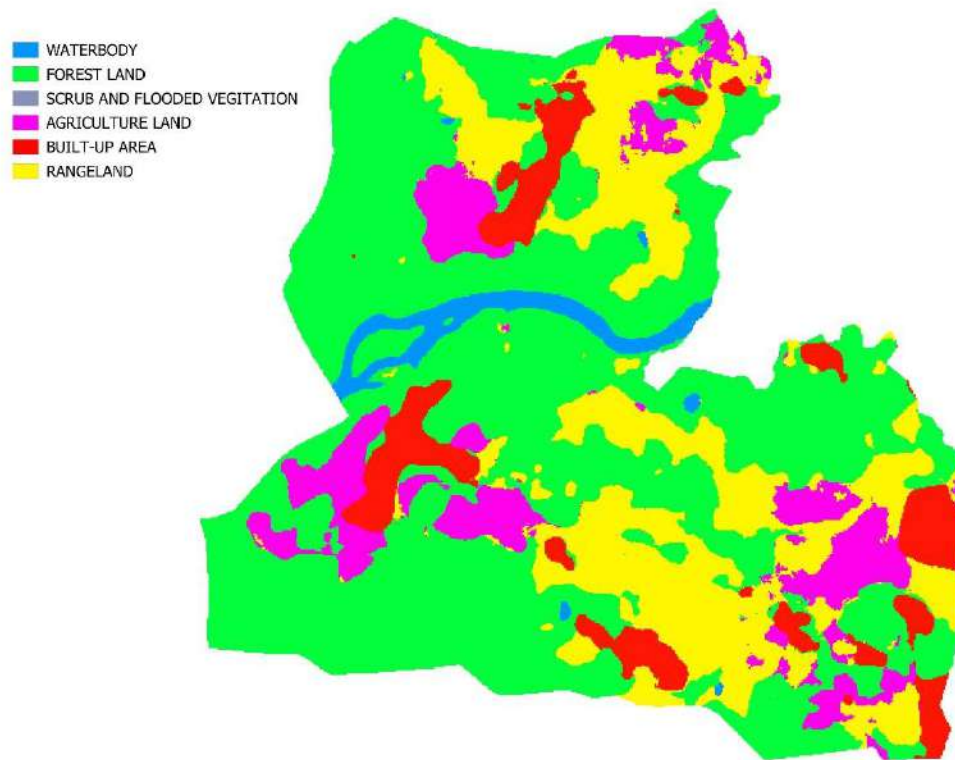 WATERBODY
FOREST LAND
SCRUB AND FLOODED VEGITATION
AGRICULTURE LAND
BUILT-UP AREA
RANGELAND